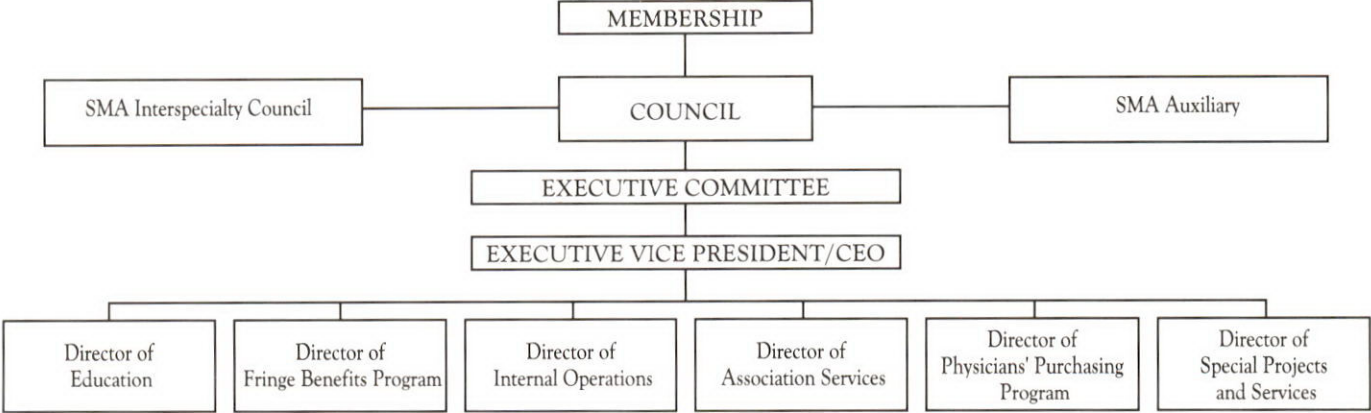 MEMBERSHIP
SMA Interspecialty Council
COUNCIL
SMA Auxiliary
EXECUTIVE COMMITTEE
EXECUTIVE VICE PRESIDENT/CEO
Director of
Education
Director of
Fringe Benefits Program
Director of
Internal Operations
Director of
Association Services
Director of
Physicians' Purchasing
Program
Director of
Special Projects
and Services